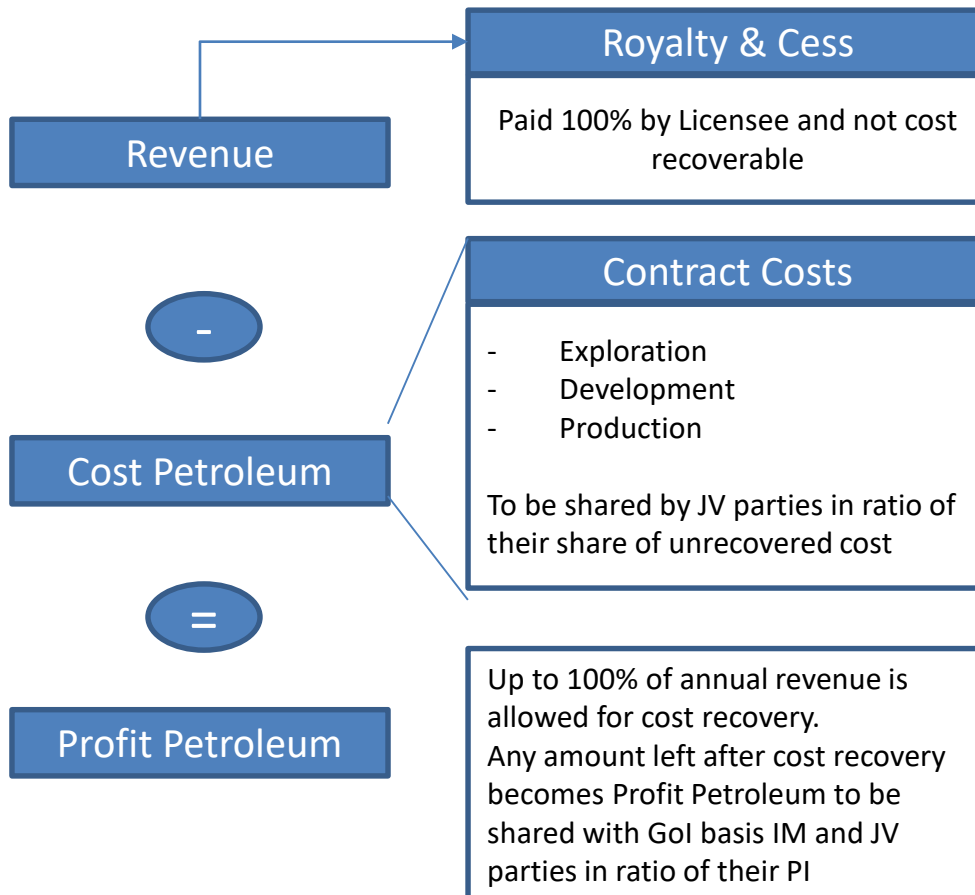 Royalty & Cess
Paid 100% by Licensee and not cost
recoverable
Revenue
-
Contract Costs
- Exploration
- Development
- Production
To be shared by JV parties in ratio of
their share of unrecovered cost
Cost Petroleum
=
Profit Petroleum
Up to 100% of annual revenue is
allowed for cost recovery.
Any amount left after cost recovery
becomes Profit Petroleum to be
shared with GoI basis IM and JV
parties in ratio of their PI